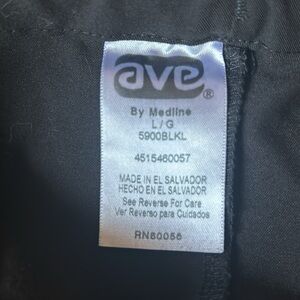 ave®
By Medline
L / G
5900BLKL
4515460057
MADE IN EL SALVADOR
HECHO EN EL SALVADOR
See Reverse For Care
Ver Reverso para Cuidados
RN60056